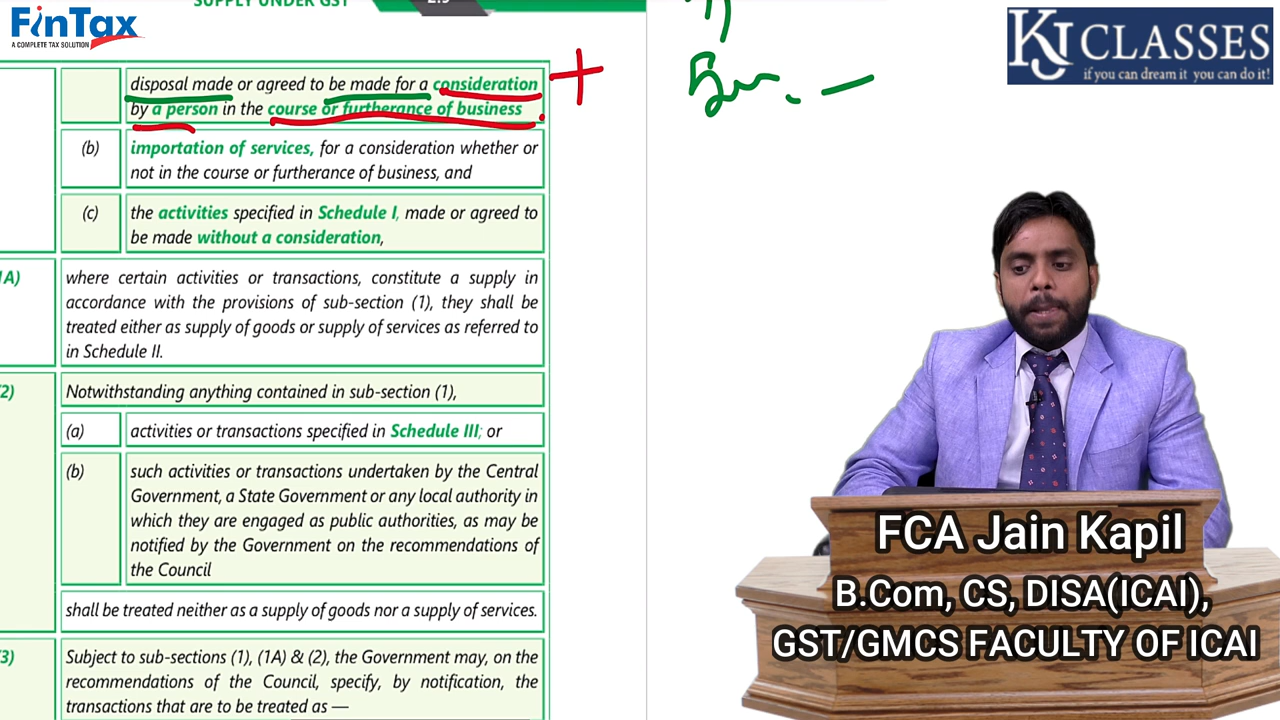 SUPPLY UNDER GST 2.9
FinTax
A COMPLETE TAX SOLUTION
KJ CLASSES
if you can dream it you can do it!
disposal made or agreed to be made for a consideration
by a person in the course or furtherance of business
(b) importation of services, for a consideration whether or
not in the course or furtherance of business, and
(c) the activities specified in Schedule I, made or agreed to
be made without a consideration,
1A) where certain activities or transactions, constitute a supply in
accordance with the provisions of sub-section (1), they shall be
treated either as supply of goods or supply of services as referred to
in Schedule II.
(2) Notwithstanding anything contained in sub-section (1),
(a) activities or transactions specified in Schedule III; or
(b) such activities or transactions undertaken by the Central
Government, a State Government or any local authority in
which they are engaged as public authorities, as may be
notified by the Government on the recommendations of
the Council
shall be treated neither as a supply of goods nor a supply of services.
(3) Subject to sub-sections (1), (1A) & (2), the Government may, on the
recommendations of the Council, specify, by notification, the
transactions that are to be treated as —
FCA Jain Kapil
B.Com, CS, DISA(ICAI),
GST/GMCS FACULTY OF ICAI